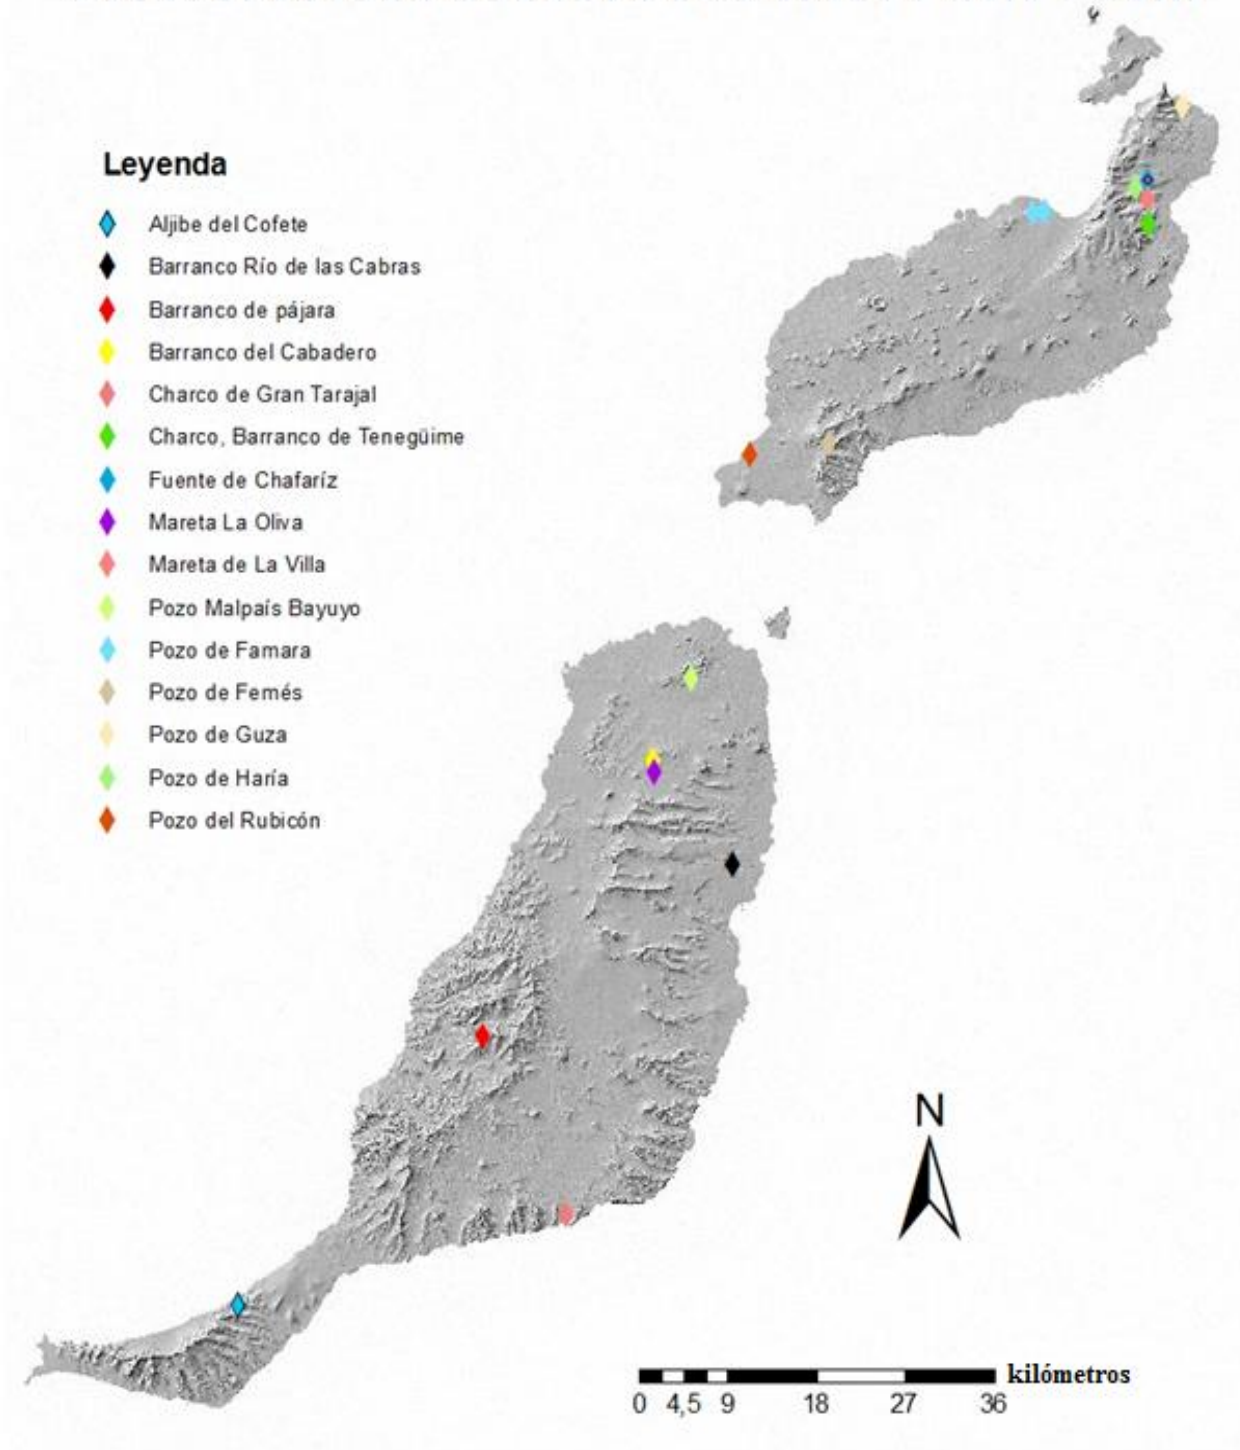 Leyenda
Aljibe del Cofete
Barranco Río de las Cabras
Barranco de pájara
Barranco del Cabadero
Charco de Gran Tarajal
Charco, Barranco de Tenegüime
Fuente de Chafaríz
Mareta La Oliva
Mareta de La Villa
Pozo Malpaís Bayuyo
Pozo de Famara
Pozo de Femés
Pozo de Guza
Pozo de Haría
Pozo del Rubicón
N
kilómetros
0 4,5 9 18 27 36